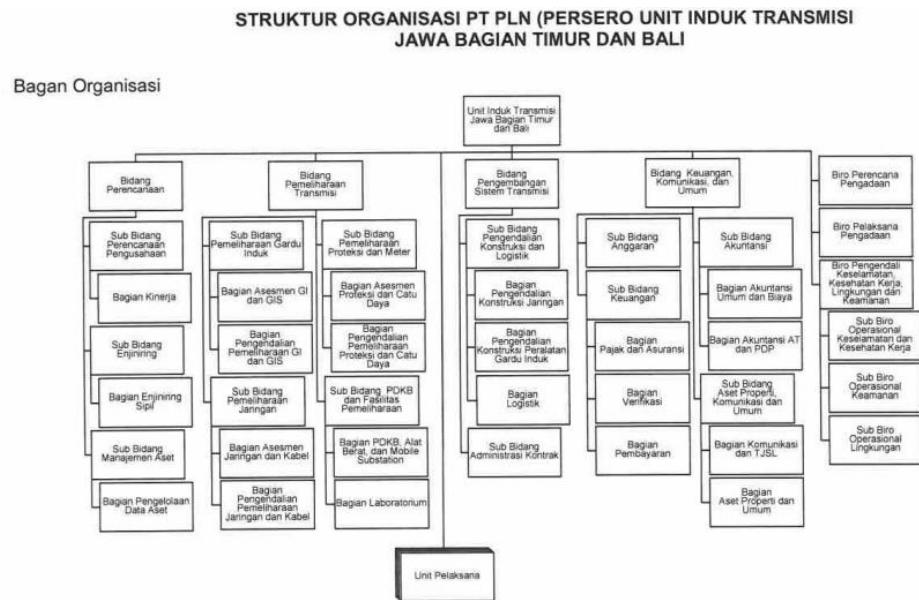 STRUKTUR ORGANISASI PT PLN (PERSERO UNIT INDUK TRANSMISI
JAWA BAGIAN TIMUR DAN BALI
Bagan Organisasi
Unit Induk Transmisi
Jawa Bagian Timur
dan Bali
Bidang
Perencanaan
Bidang
Pemeliharaan
Transmisi
Bidang
Pengembangan
Sistem Transmisi
Bidang Keuangan,
Komunikasi, dan
Umum
Biro Perencana
Pengadaan
Sub Bidang
Perencanaan
Pengusahaan
Bagian Kinerja
Sub Bidang
Enjiniring
Bagian Enjiniring
Sipil
Sub Bidang
Manajemen Aset
Bagian Pengelolaan
Data Aset
Sub Bidang
Pemeliharaan Gardu
Induk
Bagian Asesmen GI
dan GIS
Bagian
Pengendalian
Pemeliharaan GI
dan GIS
Sub Bidang
Pemeliharaan
Jaringan
Bagian Asesmen
Jaringan dan Kabel
Bagian
Pengendalian
Pemeliharaan
Jaringan dan Kabel
Sub Bidang
Pemeliharaan
Proteksi dan Meter
Bagian Asesmen
Proteksi dan Catu
Daya
Bagian
Pengendalian
Pemeliharaan
Proteksi dan Catu
Daya
Sub Bidang PDKB
dan Fasilitas
Pemeliharaan
Bagian PDKB, Alat
Berat, dan Mobile
Substation
Bagian Laboratorium
Sub Bidang
Pengendalian
Konstruksi dan
Logistik
Bagian
Pengendalian
Konstruksi Jaringan
Bagian
Pengendalian
Konstruksi Peralatan
Gardu Induk
Bagian
Logistik
Sub Bidang
Administrasi Kontrak
Sub Bidang
Anggaran
Sub Bidang
Keuangan
Bagian
Pajak dan Asuransi
Bagian
Verifikasi
Bagian
Pembayaran
Sub Bidang
Akuntansi
Bagian Akuntansi
Umum dan Biaya
Bagian Akuntansi AT
dan PDP
Sub Bidang
Aset Properti,
Komunikasi dan
Umum
Bagian Komunikasi
dan TJSL
Bagian
Aset Properti dan
Umum
Biro Pelaksana
Pengadaan
Biro Pengendali
Keselamatan,
Kesehatan Kerja,
Lingkungan dan
Keamanan
Sub Biro
Operasional
Keselamatan dan
Kesehatan Kerja
Sub Biro
Operasional
Keamanan
Sub Biro
Operasional
Lingkungan
Unit Pelaksana